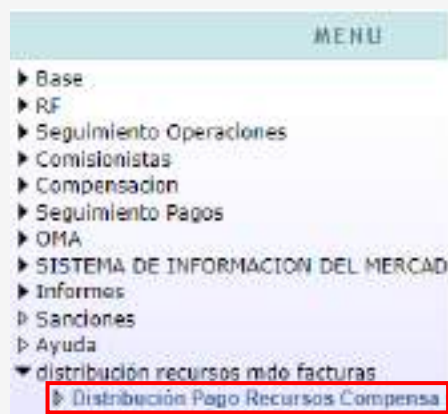 MENU
Base
RF
Seguimiento Operaciones
Comisionistas
Compensacion
Seguimiento Pagos
OMA
SISTEMA DE INFORMACION DEL MERCAD
Informes
Sanciones
Ayuda
distribución recursos mdo facturas
Distribución Pago Recursos Compensa